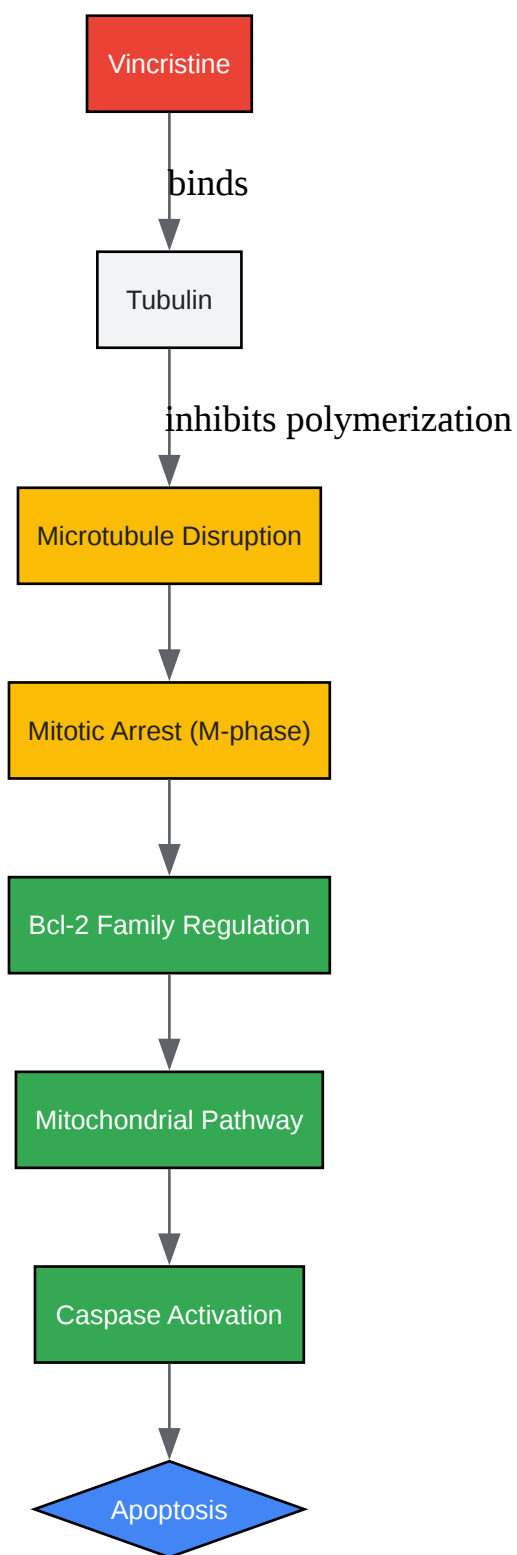 Vincristine
binds
Tubulin
inhibits polymerization
Microtubule Disruption
Mitotic Arrest (M-phase)
Bcl-2 Family Regulation
Mitochondrial Pathway
Caspase Activation
Apoptosis